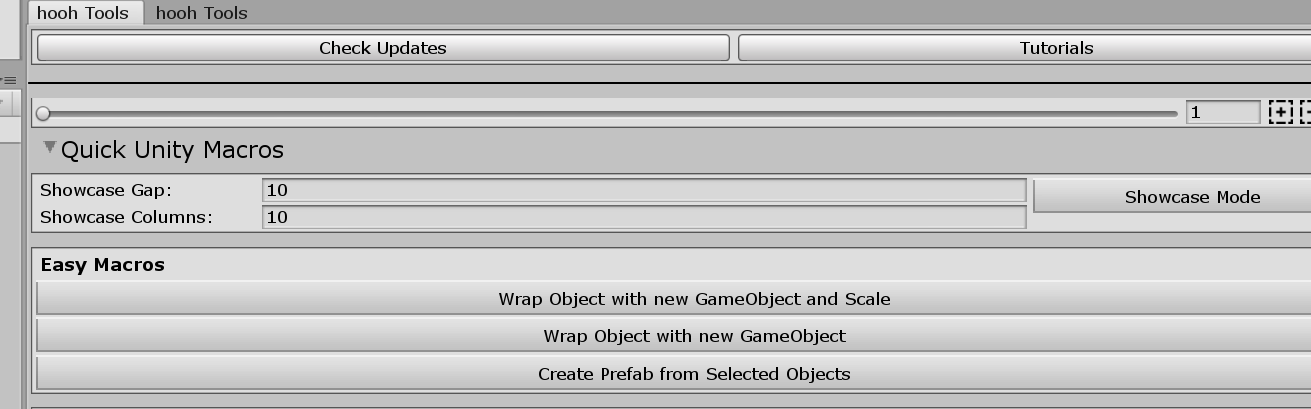 hooh Tools hooh Tools
Check Updates Tutorials
1
Quick Unity Macros
Showcase Gap: 10
Showcase Mode
Showcase Columns: 10
Easy Macros
Wrap Object with new GameObject and Scale
Wrap Object with new GameObject
Create Prefab from Selected Objects